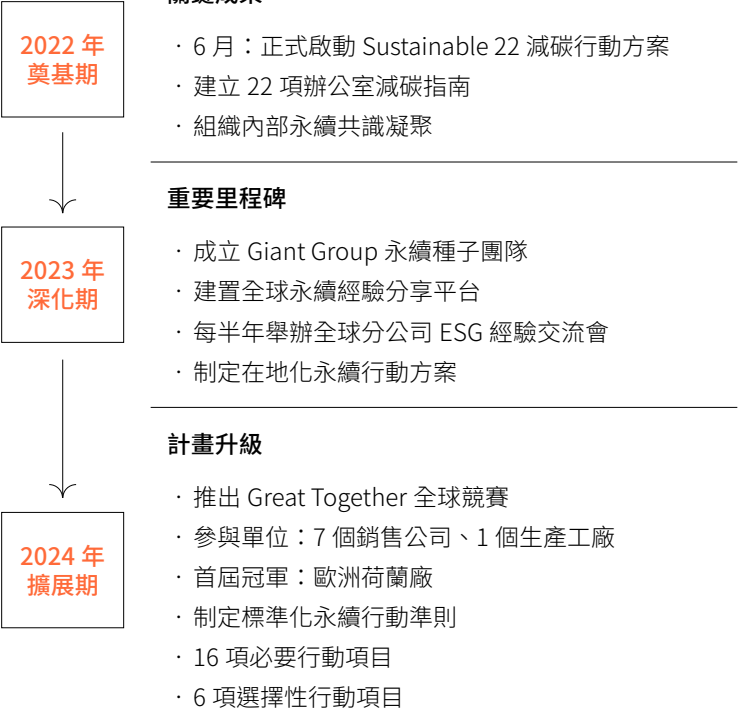 2022 年
奠基期
· 6 月：正式啟動 Sustainable 22 減碳行動方案
· 建立 22 項辦公室減碳指南
· 組織內部永續共識凝聚
2023 年
深化期
重要里程碑
· 成立 Giant Group 永續種子團隊
· 建置全球永續經驗分享平台
· 每半年舉辦全球分公司 ESG 經驗交流會
· 制定在地化永續行動方案
2024 年
擴展期
計畫升級
· 推出 Great Together 全球競賽
· 參與單位：7 個銷售公司、1 個生產工廠
· 首屆冠軍：歐洲荷蘭廠
· 制定標準化永續行動準則
· 16 項必要行動項目
· 6 項選擇性行動項目